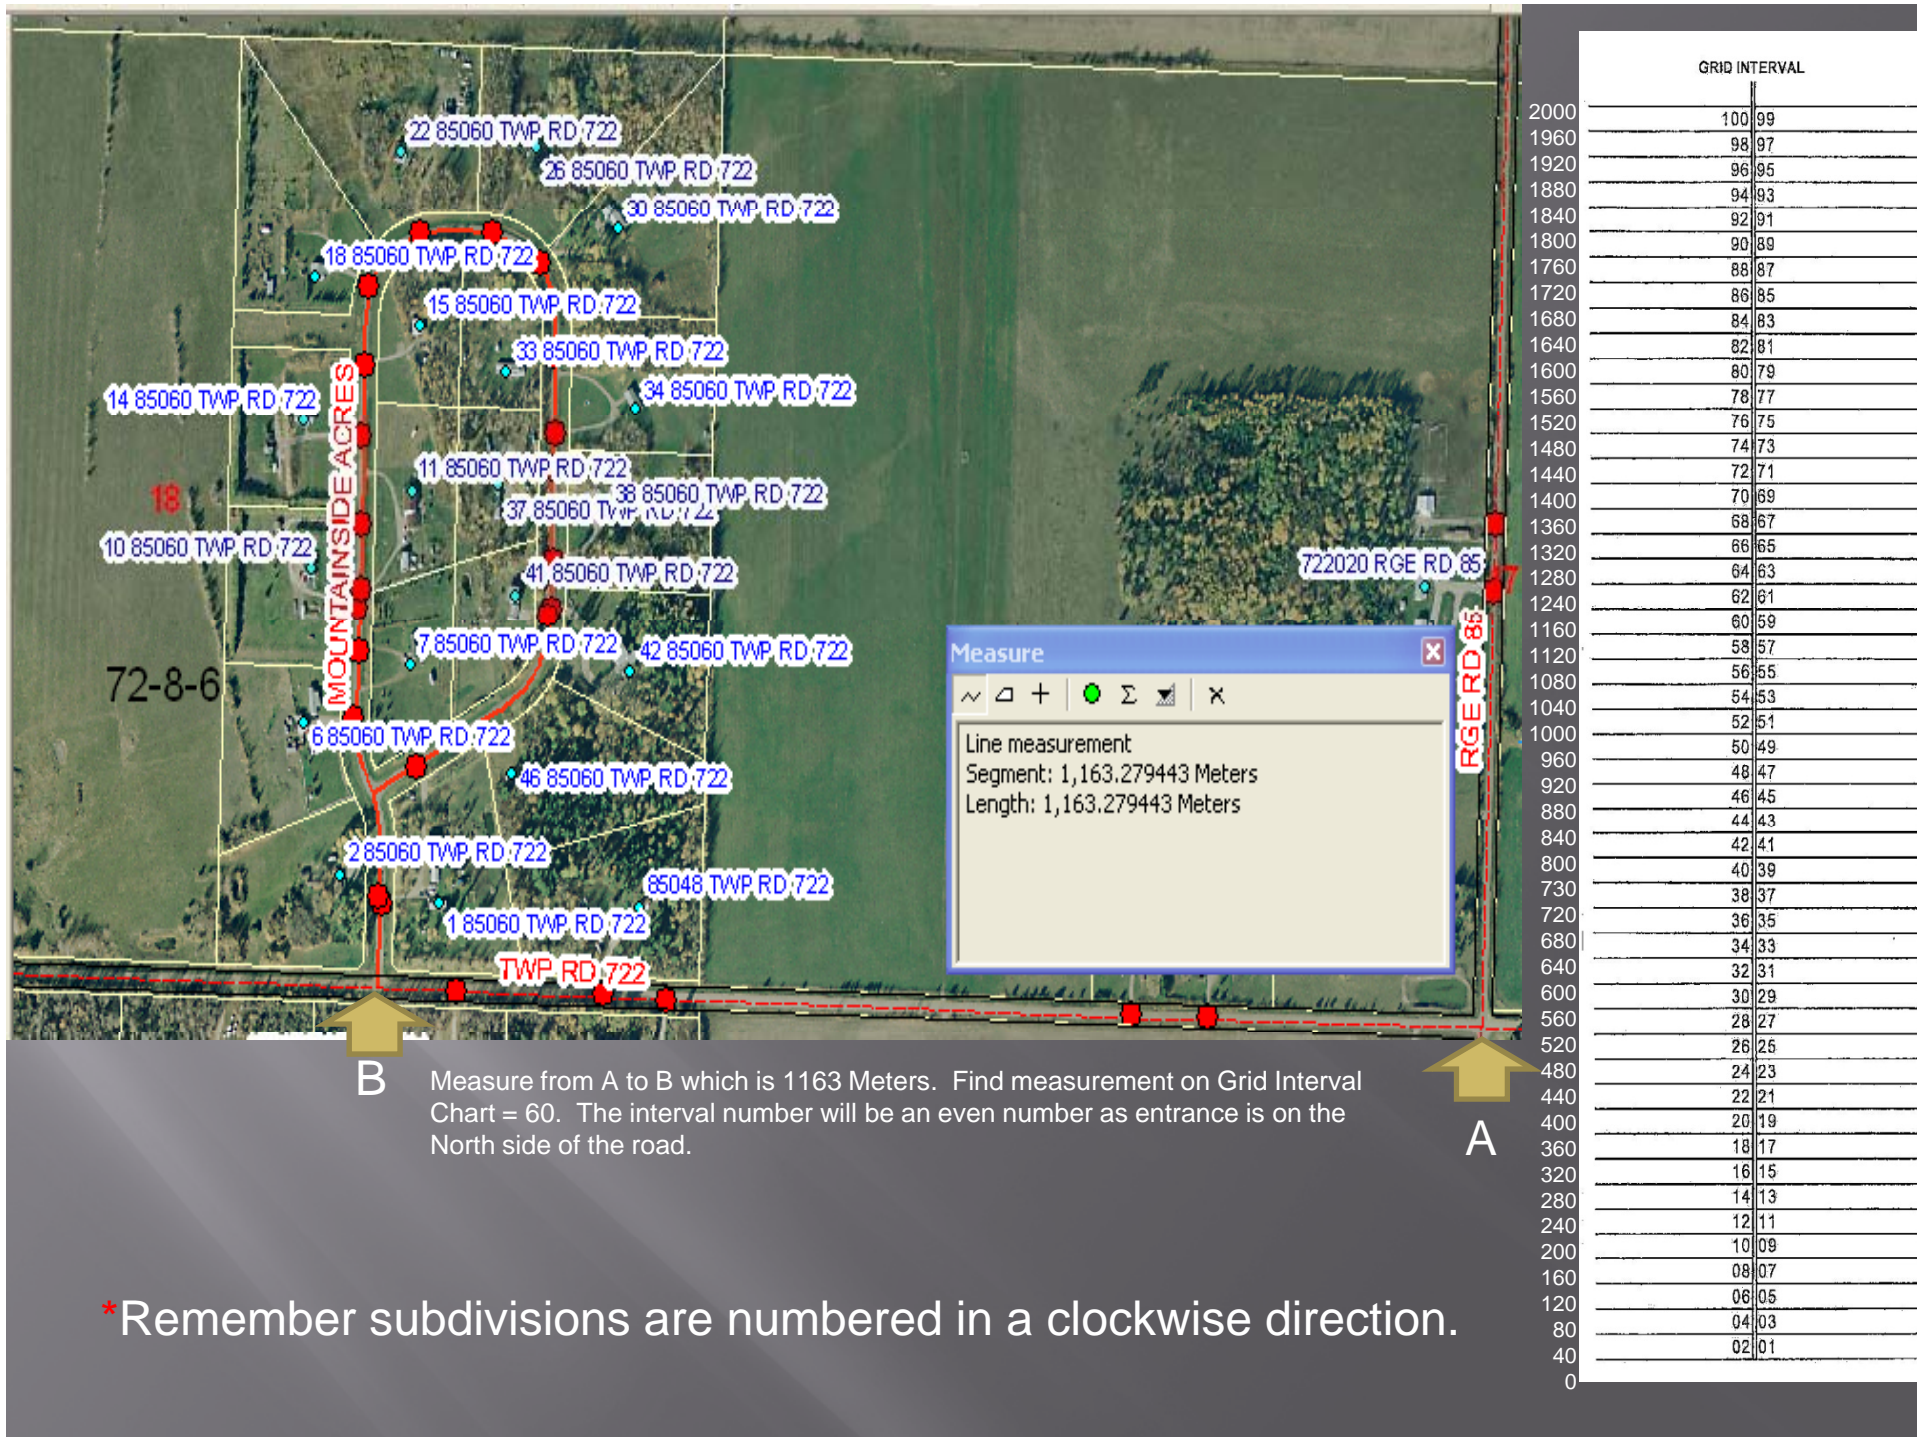 22 85060 TWP RD 722
26 85060 TWP RD 722
30 85060 TWP RD 722
18 85060 TWP RD 722
15 85060 TWP RD 722
33 85060 TWP RD 722
34 85060 TWP RD 722
14 85060 TWP RD 722
MOUNTAINSIDE ACRES
11 85060 TWP RD 722
38 85060 TWP RD 722
37 85060 TWP RD 722
18
10 85060 TWP RD 722
41 85060 TWP RD 722
722020 RGE RD 85
7 85060 TWP RD 722
42 85060 TWP RD 722
72-8-6
6 85060 TWP RD 722
46 85060 TWP RD 722
2 85060 TWP RD 722
85048 TWP RD 722
1 85060 TWP RD 722
TWP RD 722
RGE RD 85
Measure
Line measurement
Segment: 1,163.279443 Meters
Length: 1,163.279443 Meters
B
A
Measure from A to B which is 1163 Meters. Find measurement on Grid Interval
Chart = 60. The interval number will be an even number as entrance is on the
North side of the road.
*Remember subdivisions are numbered in a clockwise direction.
GRID INTERVAL
2000
100 99
1960
98 97
1920
96 95
1880
94 93
1840
92 91
1800
90 89
1760
88 87
1720
86 85
1680
84 83
1640
82 81
1600
80 79
1560
78 77
1520
76 75
1480
74 73
1440
72 71
1400
70 69
1360
68 67
1320
66 65
1280
64 63
1240
62 61
1160
60 59
1120
58 57
1080
56 55
1040
54 53
1000
52 51
960
50 49
920
48 47
880
46 45
840
44 43
800
42 41
730
40 39
720
38 37
680
36 35
640
34 33
600
32 31
560
30 29
520
28 27
480
26 25
440
24 23
400
22 21
360
20 19
320
18 17
280
16 15
240
14 13
200
12 11
160
10 09
120
08 07
80
06 05
40
04 03
0
02 01